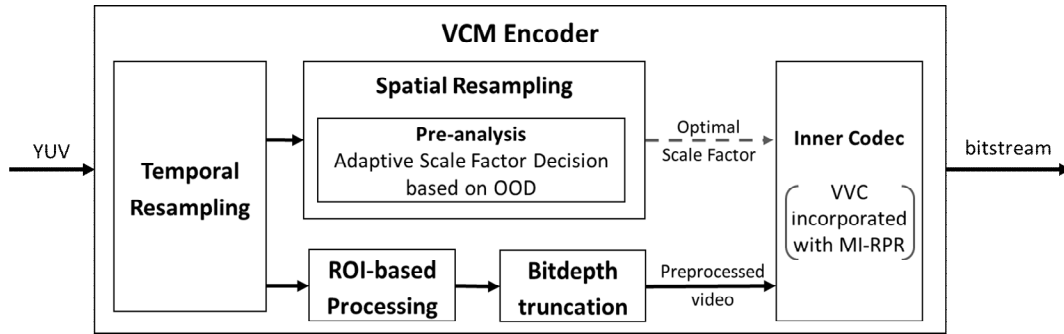 VCM Encoder
YUV
Temporal
Resampling
Spatial Resampling
Pre-analysis
Adaptive Scale Factor Decision
based on OOD
Optimal
Scale Factor
ROI-based
Processing
Bitdepth
truncation
Preprocessed
video
Inner Codec
VVC
incorporated
with MI-RPR
bitstream